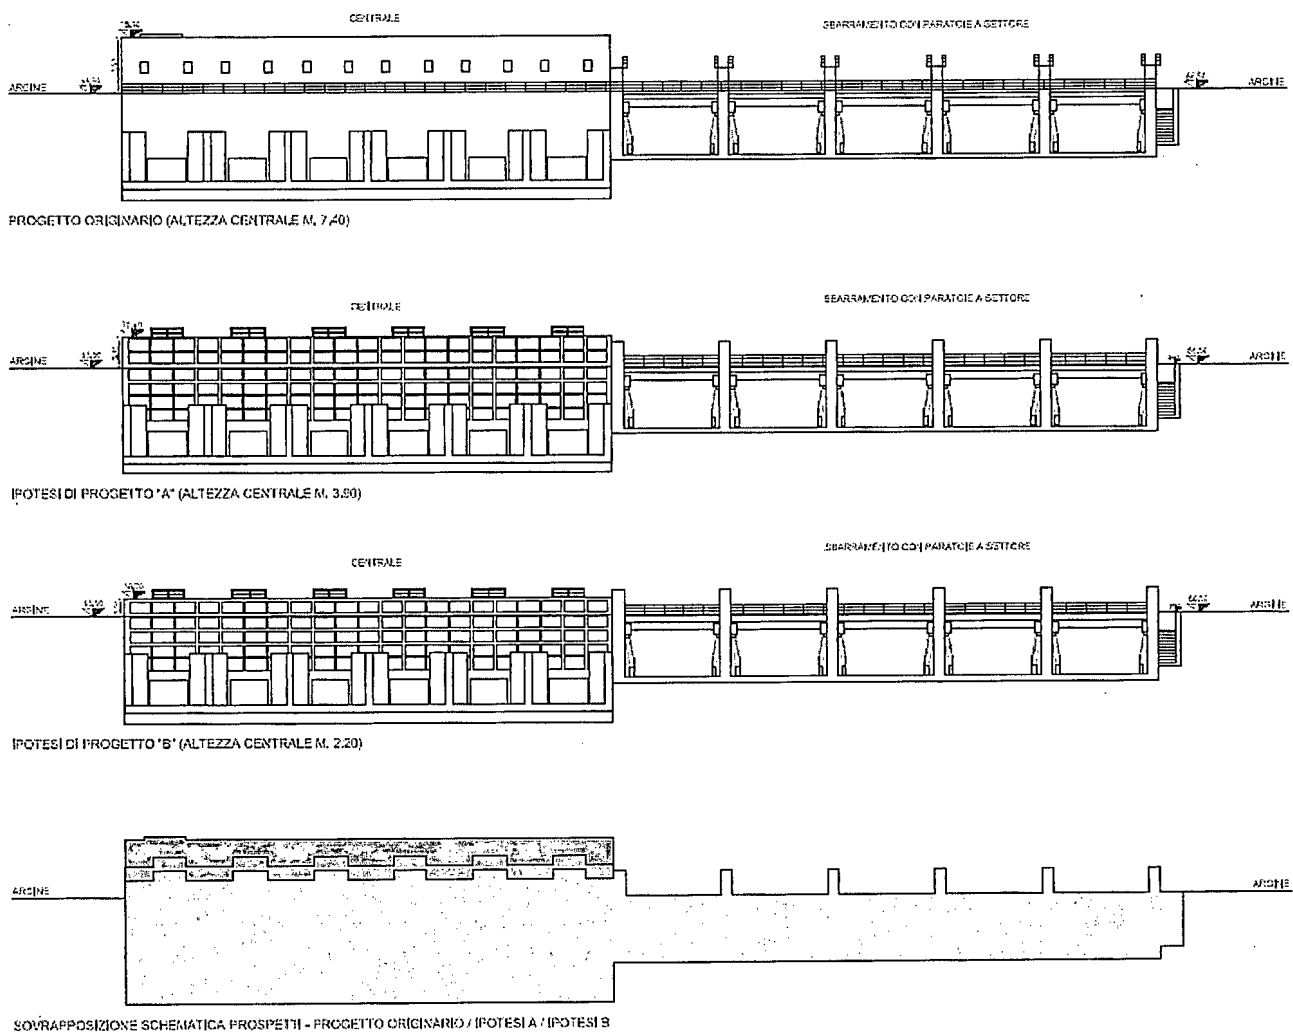 CENTRALE
SBARRAMENTO CON PARATOIE A SETTORE
ARGINE
ARGINE
PROGETTO ORIGINARIO (ALTEZZA CENTRALE M. 7,40)
CENTRALE
SBARRAMENTO CON PARATOIE A SETTORE
ARGINE
ARGINE
IPOTESI DI PROGETTO "A" (ALTEZZA CENTRALE M. 3.90)
CENTRALE
SBARRAMENTO CON PARATOIE A SETTORE
ARGINE
ARGINE
IPOTESI DI PROGETTO "B" (ALTEZZA CENTRALE M. 2.20)
ARGINE
ARGINE
SOVRAPPOSIZIONE SCHEMATICA PROSPETTI - PROGETTO ORIGINARIO / IPOTESI A / IPOTESI B